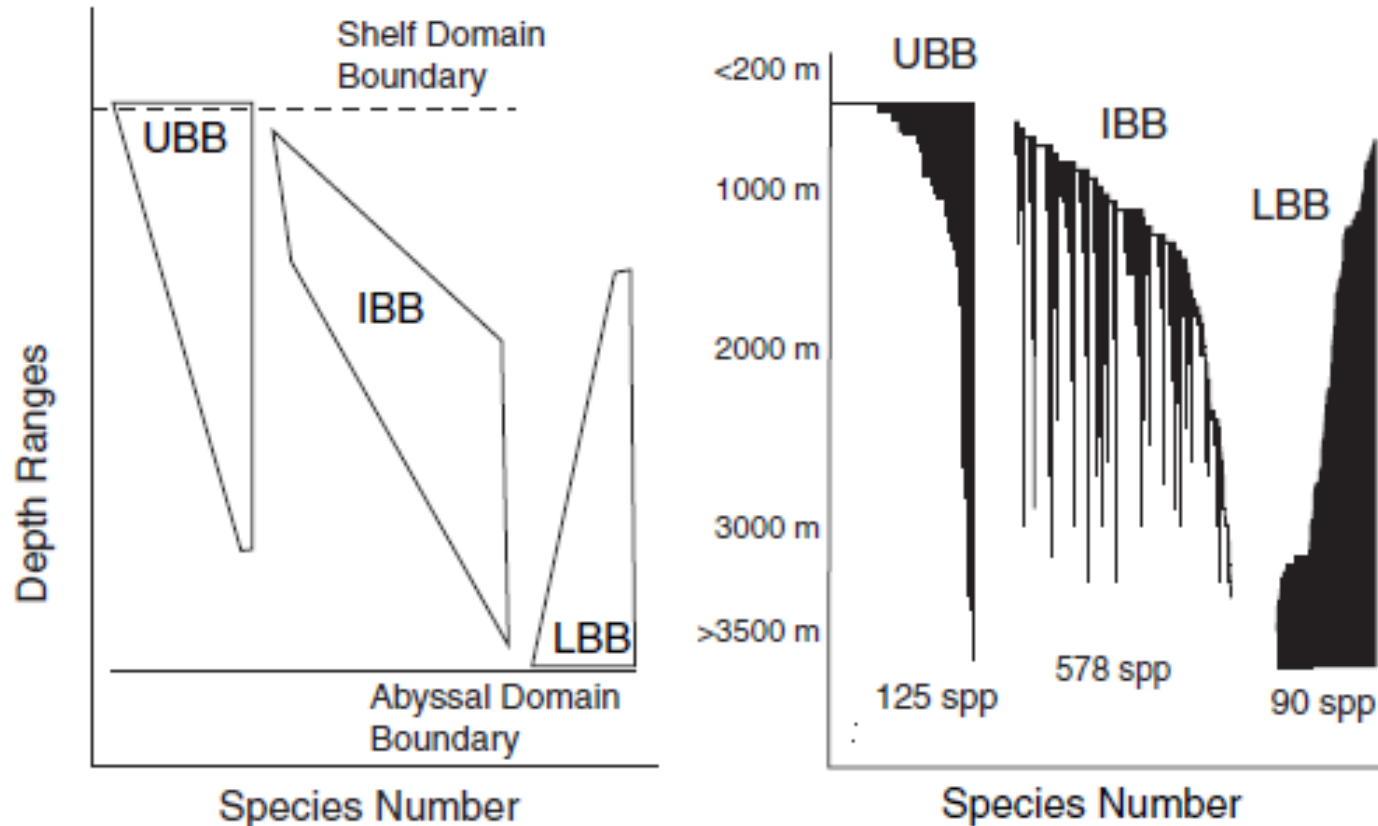 Shelf Domain
Boundary
UBB
IBB
LBB
Abyssal Domain
Boundary
Depth Ranges
Species Number
<200 m
1000 m
2000 m
3000 m
>3500 m
UBB
IBB
LBB
125 spp
578 spp
90 spp
Species Number